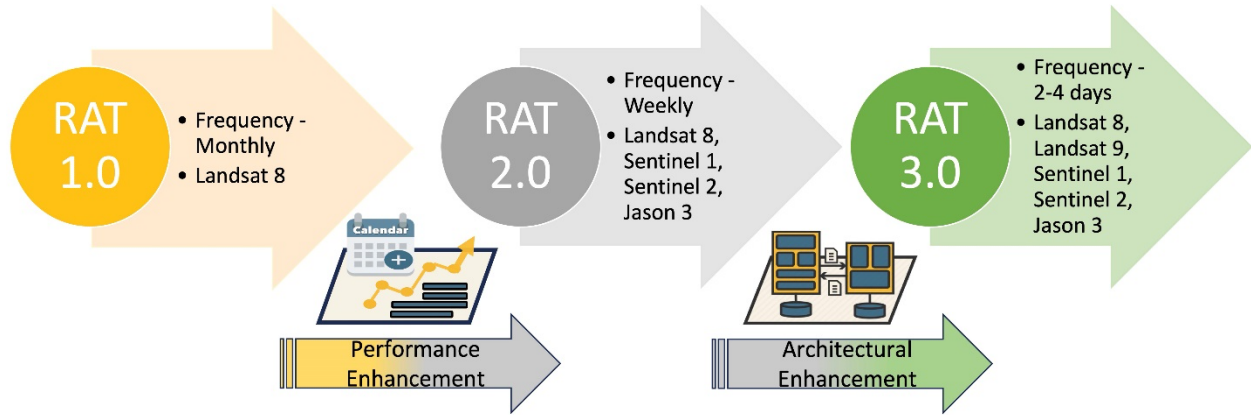 RAT
1.0
• Frequency -
Monthly
• Landsat 8
RAT
2.0
• Frequency -
Weekly
• Landsat 8,
Sentinel 1,
Sentinel 2,
Jason 3
RAT
3.0
• Frequency -
2-4 days
• Landsat 8,
Landsat 9,
Sentinel 1,
Sentinel 2,
Jason 3
Calendar
Performance
Enhancement
Architectural
Enhancement